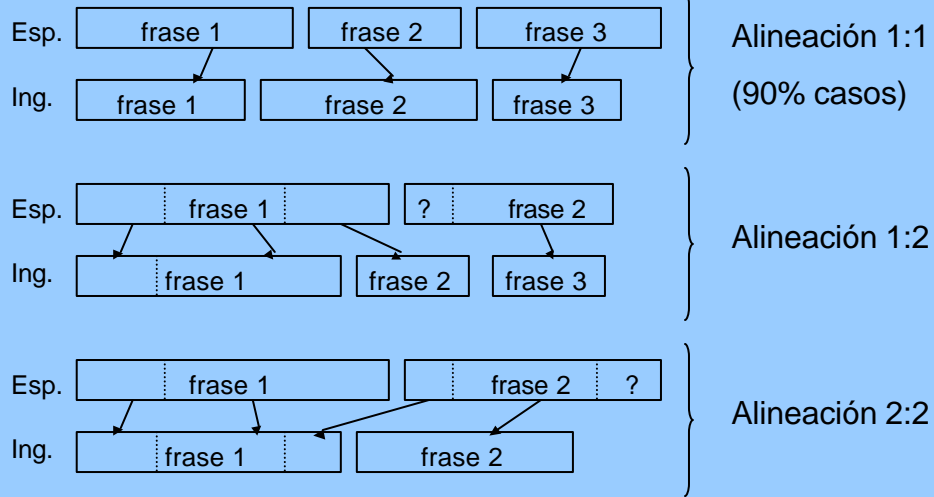 Esp. frase 1 frase 2 frase 3
Ing. frase 1 frase 2 frase 3
Alineación 1:1
(90% casos)
Esp. frase 1 ? frase 2
Ing. frase 1 frase 2 frase 3
Alineación 1:2
Esp. frase 1 frase 2 ?
Ing. frase 1 frase 2
Alineación 2:2